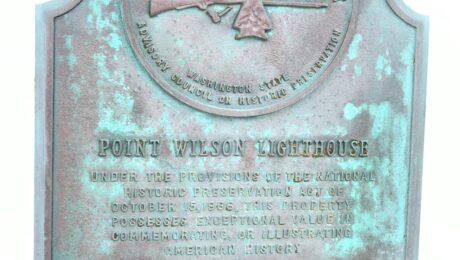 WASHINGTON STATE
ADVISORY COUNCIL ON HISTORIC PRESERVATION
POINT WILSON LIGHTHOUSE
UNDER THE PROVISIONS OF THE NATIONAL
HISTORIC PRESERVATION ACT OF
OCTOBER 15, 1966, THIS PROPERTY
POSSESSES EXCEPTIONAL VALUE IN
COMMEMORATING, OR ILLUSTRATING
AMERICAN HISTORY